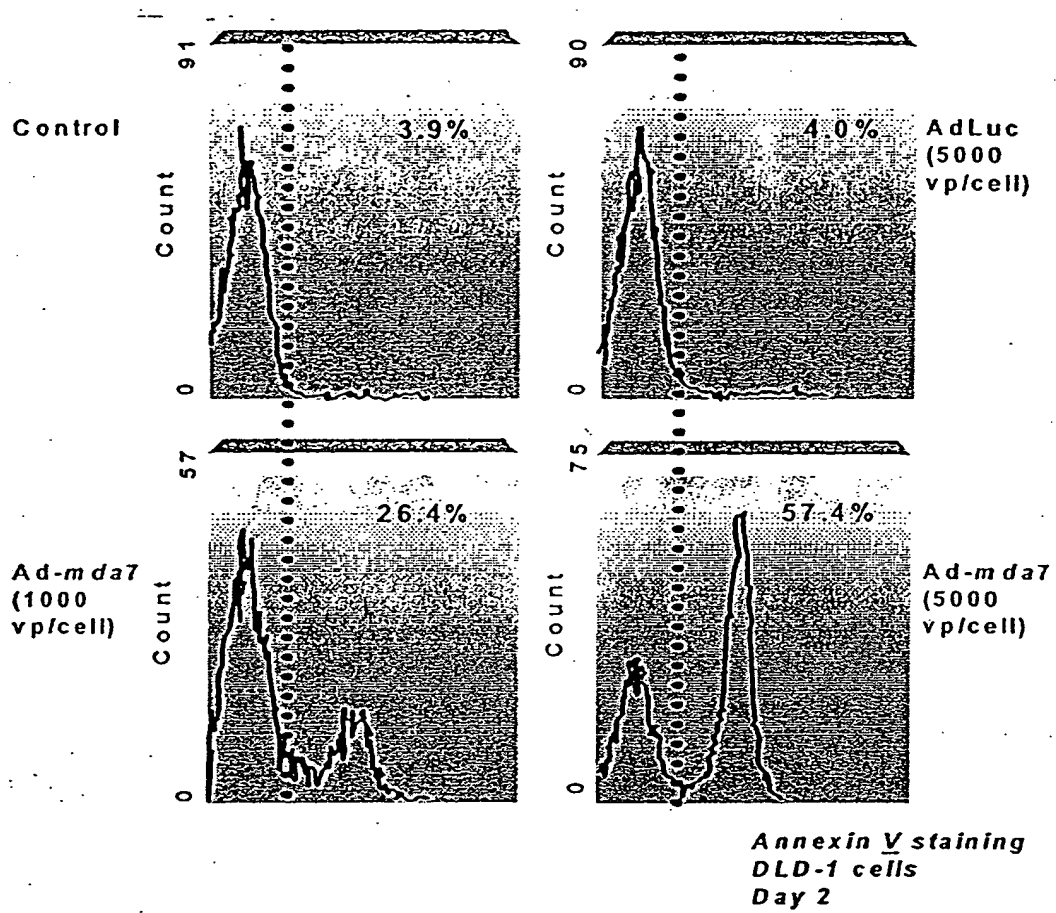 91
90
Control
3.9%
4.0%
AdLuc
(5000
vp/cell)
Count
Count
0
0
57
75
26.4%
57.4%
Ad-mda7
(1000
vp/cell)
Ad-mda7
(5000
vp/cell)
Count
Count
0
0
Annexin V staining
DLD-1 cells
Day 2